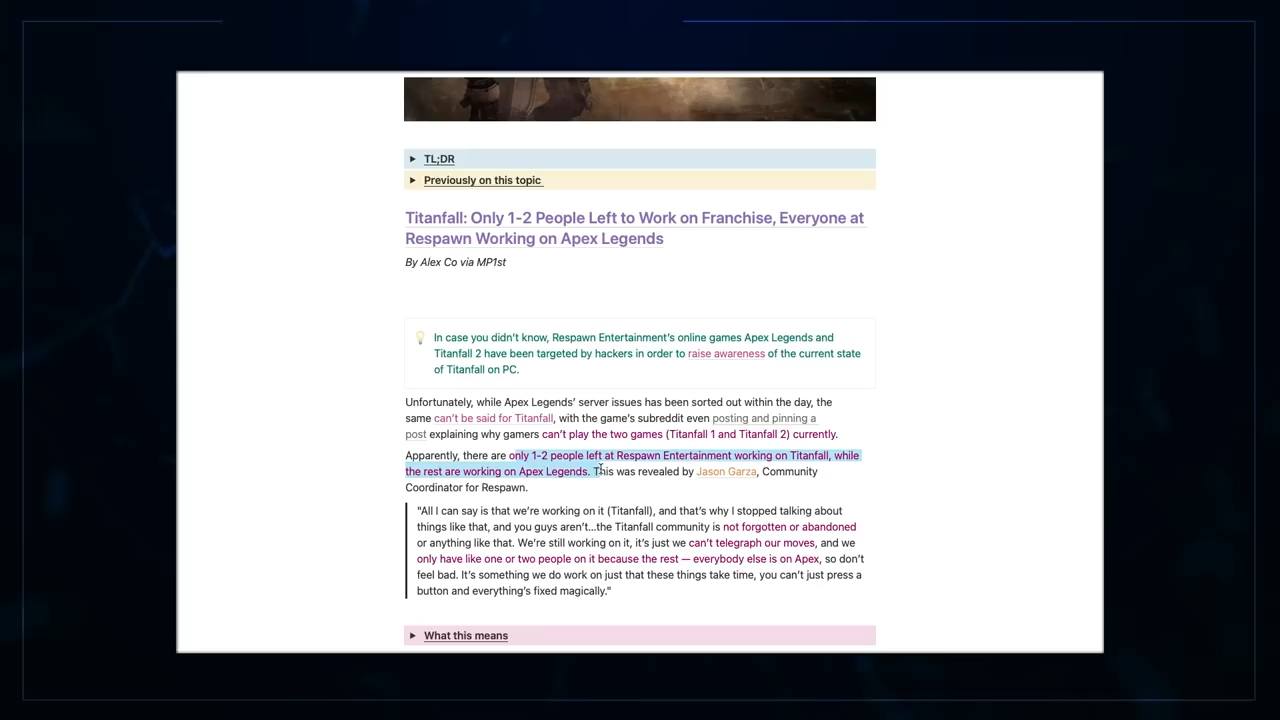 TL;DR
Previously on this topic
Titanfall: Only 1-2 People Left to Work on Franchise, Everyone at
Respawn Working on Apex Legends
By Alex Co via MP1st
In case you didn't know, Respawn Entertainment's online games Apex Legends and
Titanfall 2 have been targeted by hackers in order to raise awareness of the current state
of Titanfall on PC.
Unfortunately, while Apex Legends' server issues has been sorted out within the day, the
same can't be said for Titanfall, with the game's subreddit even posting and pinning a
post explaining why gamers can't play the two games (Titanfall 1 and Titanfall 2) currently.
Apparently, there are only 1-2 people left at Respawn Entertainment working on Titanfall, while
the rest are working on Apex Legends. This was revealed by Jason Garza, Community
Coordinator for Respawn.
"All I can say is that we're working on it (Titanfall), and that's why I stopped talking about
things like that, and you guys aren't...the Titanfall community is not forgotten or abandoned
or anything like that. We're still working on it, it's just we can't telegraph our moves, and we
only have like one or two people on it because the rest — everybody else is on Apex, so don't
feel bad. It's something we do work on just that these things take time, you can't just press a
button and everything's fixed magically."
What this means